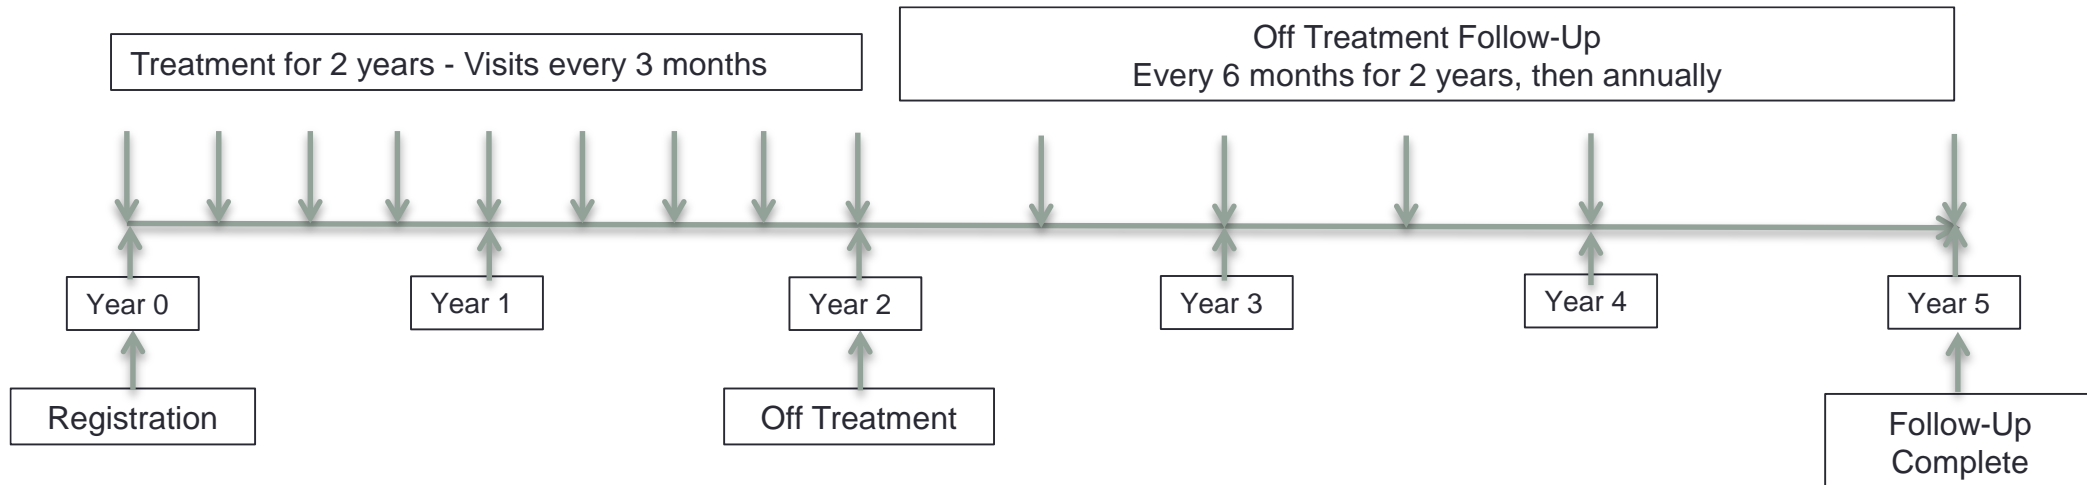 Treatment for 2 years - Visits every 3 months
Off Treatment Follow-Up
Every 6 months for 2 years, then annually
Year 0
Year 1
Year 2
Year 3
Year 4
Year 5
Registration
Off Treatment
Follow-Up
Complete